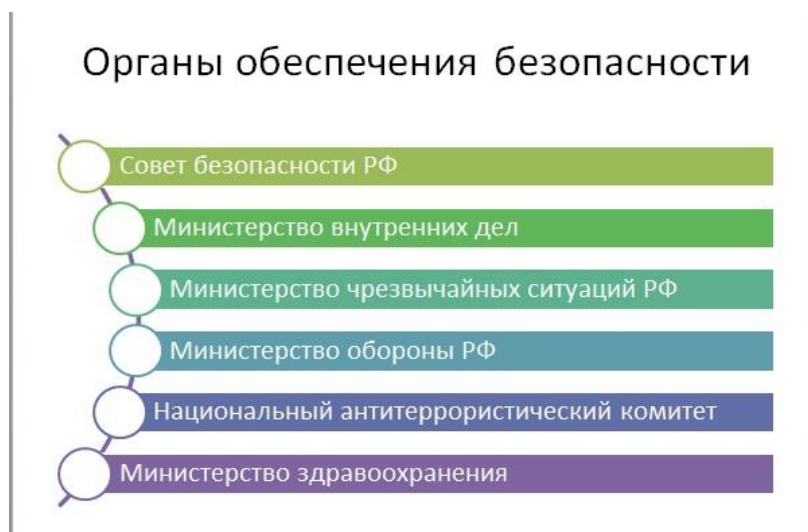 Органы обеспечения безопасности
Совет безопасности РФ
Министерство внутренних дел
Министерство чрезвычайных ситуаций РФ
Министерство обороны РФ
Национальный антитеррористический комитет
Министерство здравоохранения